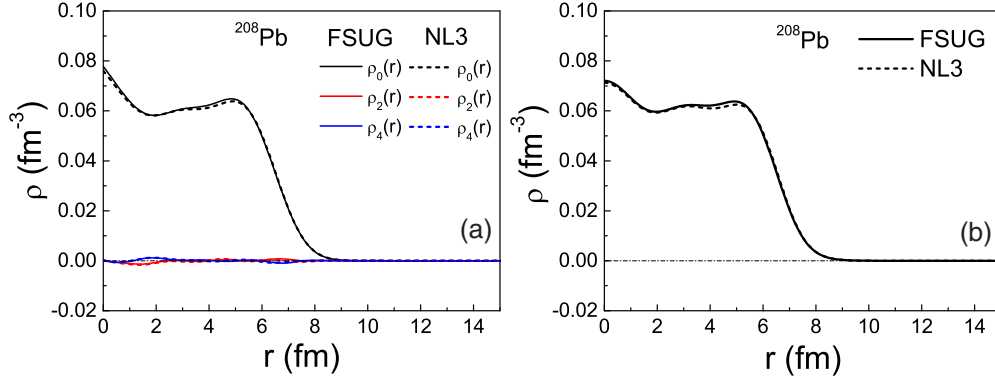 0.10
0.08
0.06
0.04
0.02
0.00
-0.02
ρ (fm⁻³)
²⁰⁸Pb FSUG NL3
ρ₀(r) ρ₀(r)
ρ₂(r) ρ₂(r)
ρ₄(r) ρ₄(r)
(a)
0 2 4 6 8 10 12 14
r (fm)
0.10
0.08
0.06
0.04
0.02
0.00
-0.02
ρ (fm⁻³)
²⁰⁸Pb FSUG
NL3
(b)
0 2 4 6 8 10 12 14
r (fm)